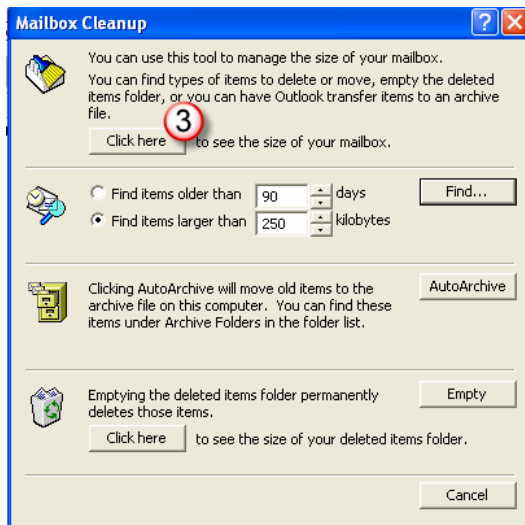 Mailbox Cleanup
You can use this tool to manage the size of your mailbox.
You can find types of items to delete or move, empty the deleted
items folder, or you can have Outlook transfer items to an archive
file.
3
Click here to see the size of your mailbox.
Find items older than 90 days Find...
Find items larger than 250 kilobytes
Clicking AutoArchive will move old items to the AutoArchive
archive file on this computer. You can find these
items under Archive Folders in the folder list.
Emptying the deleted items folder permanently Empty
deletes those items.
Click here to see the size of your deleted items folder.
Cancel